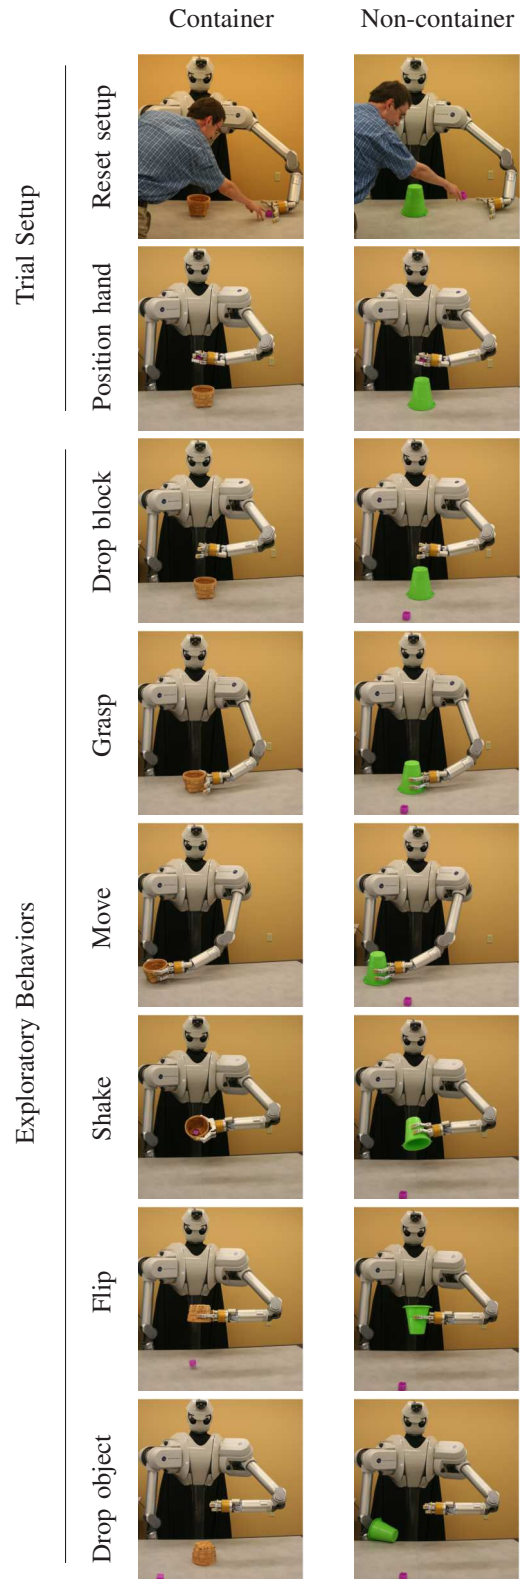 Container
Non-container
Trial Setup
Reset setup
Position hand
Exploratory Behaviors
Drop block
Grasp
Move
Shake
Flip
Drop object